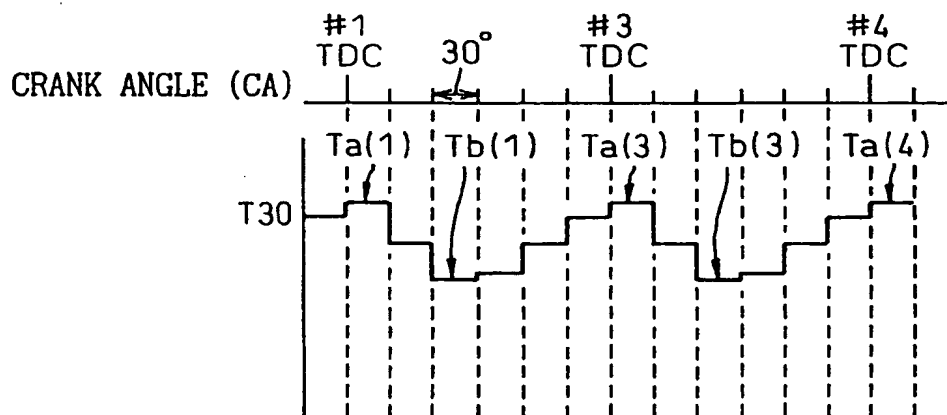 #1 TDC
30°
#3 TDC
#4 TDC
CRANK ANGLE (CA)
Ta(1)
Tb(1)
Ta(3)
Tb(3)
Ta(4)
T30